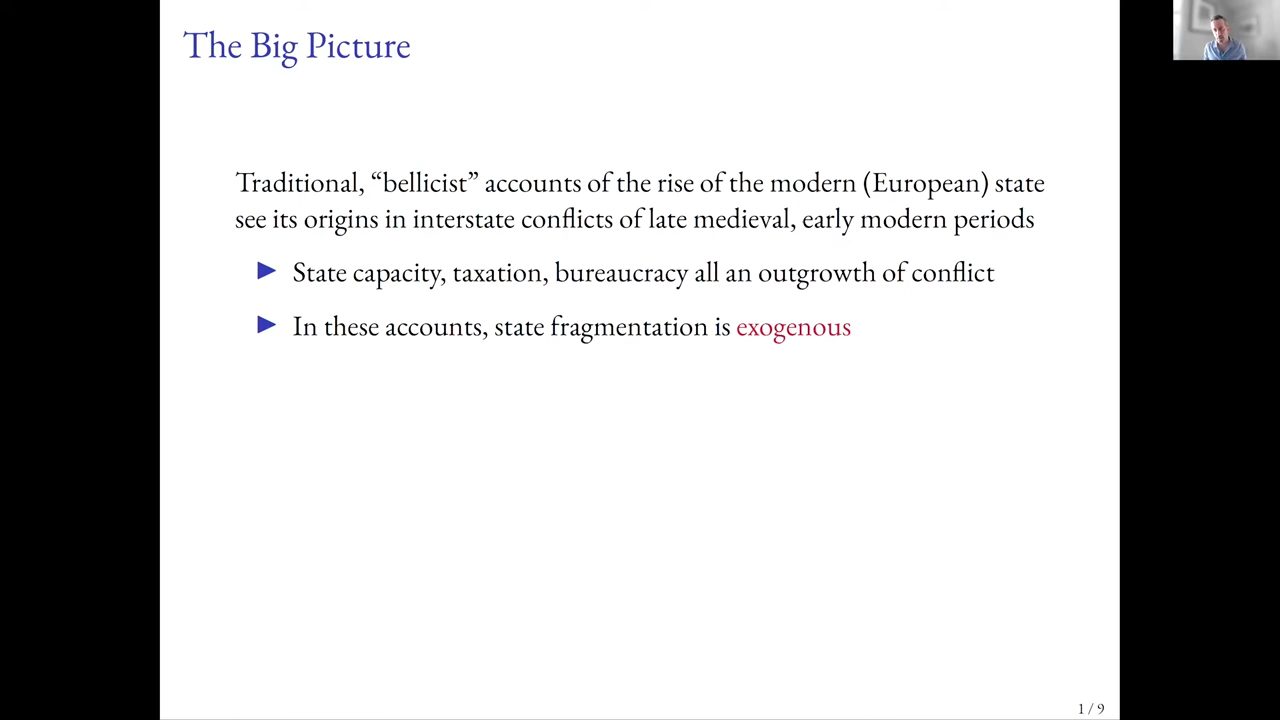 The Big Picture
Traditional, “bellicist” accounts of the rise of the modern (European) state
see its origins in interstate conflicts of late medieval, early modern periods
▶ State capacity, taxation, bureaucracy all an outgrowth of conflict
▶ In these accounts, state fragmentation is exogenous
1 / 9